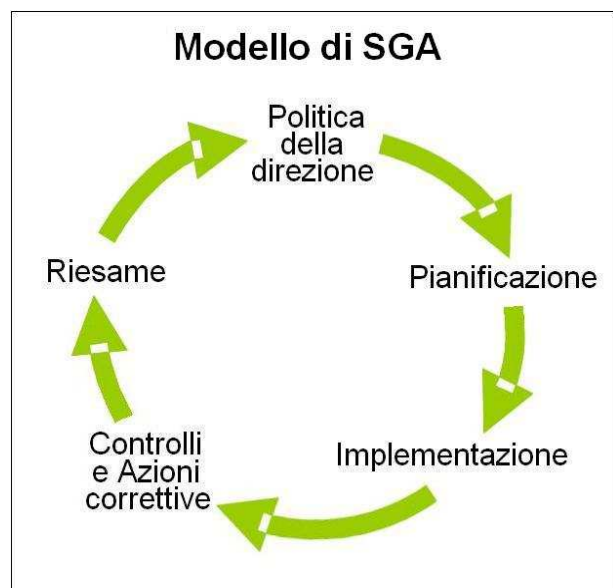 Modello di SGA
Politica
della
direzione
Pianificazione
Implementazione
Controlli
e Azioni
correttive
Riesame